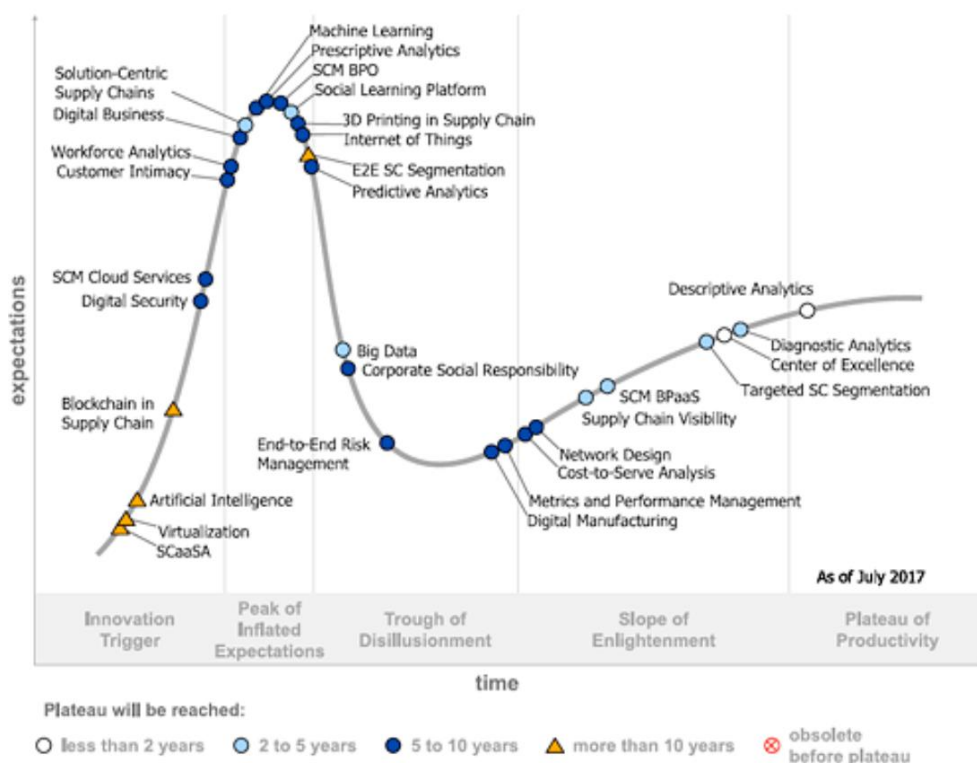 Machine Learning
Prescriptive Analytics
SCM BPO
Social Learning Platform
3D Printing in Supply Chain
Internet of Things
E2E SC Segmentation
Predictive Analytics
Solution-Centric
Supply Chains
Digital Business
Workforce Analytics
Customer Intimacy
SCM Cloud Services
Digital Security
Blockchain in
Supply Chain
Artificial Intelligence
Virtualization
SCaaSA
Big Data
Corporate Social Responsibility
End-to-End Risk
Management
Descriptive Analytics
Diagnostic Analytics
Center of Excellence
Targeted SC Segmentation
SCM BPaaS
Supply Chain Visibility
Network Design
Cost-to-Serve Analysis
Metrics and Performance Management
Digital Manufacturing
expectations
As of July 2017
Innovation
Trigger
Peak of
Inflated
Expectations
Trough of
Disillusionment
Slope of
Enlightenment
Plateau of
Productivity
time
Plateau will be reached:
less than 2 years
2 to 5 years
5 to 10 years
more than 10 years
obsolete
before plateau